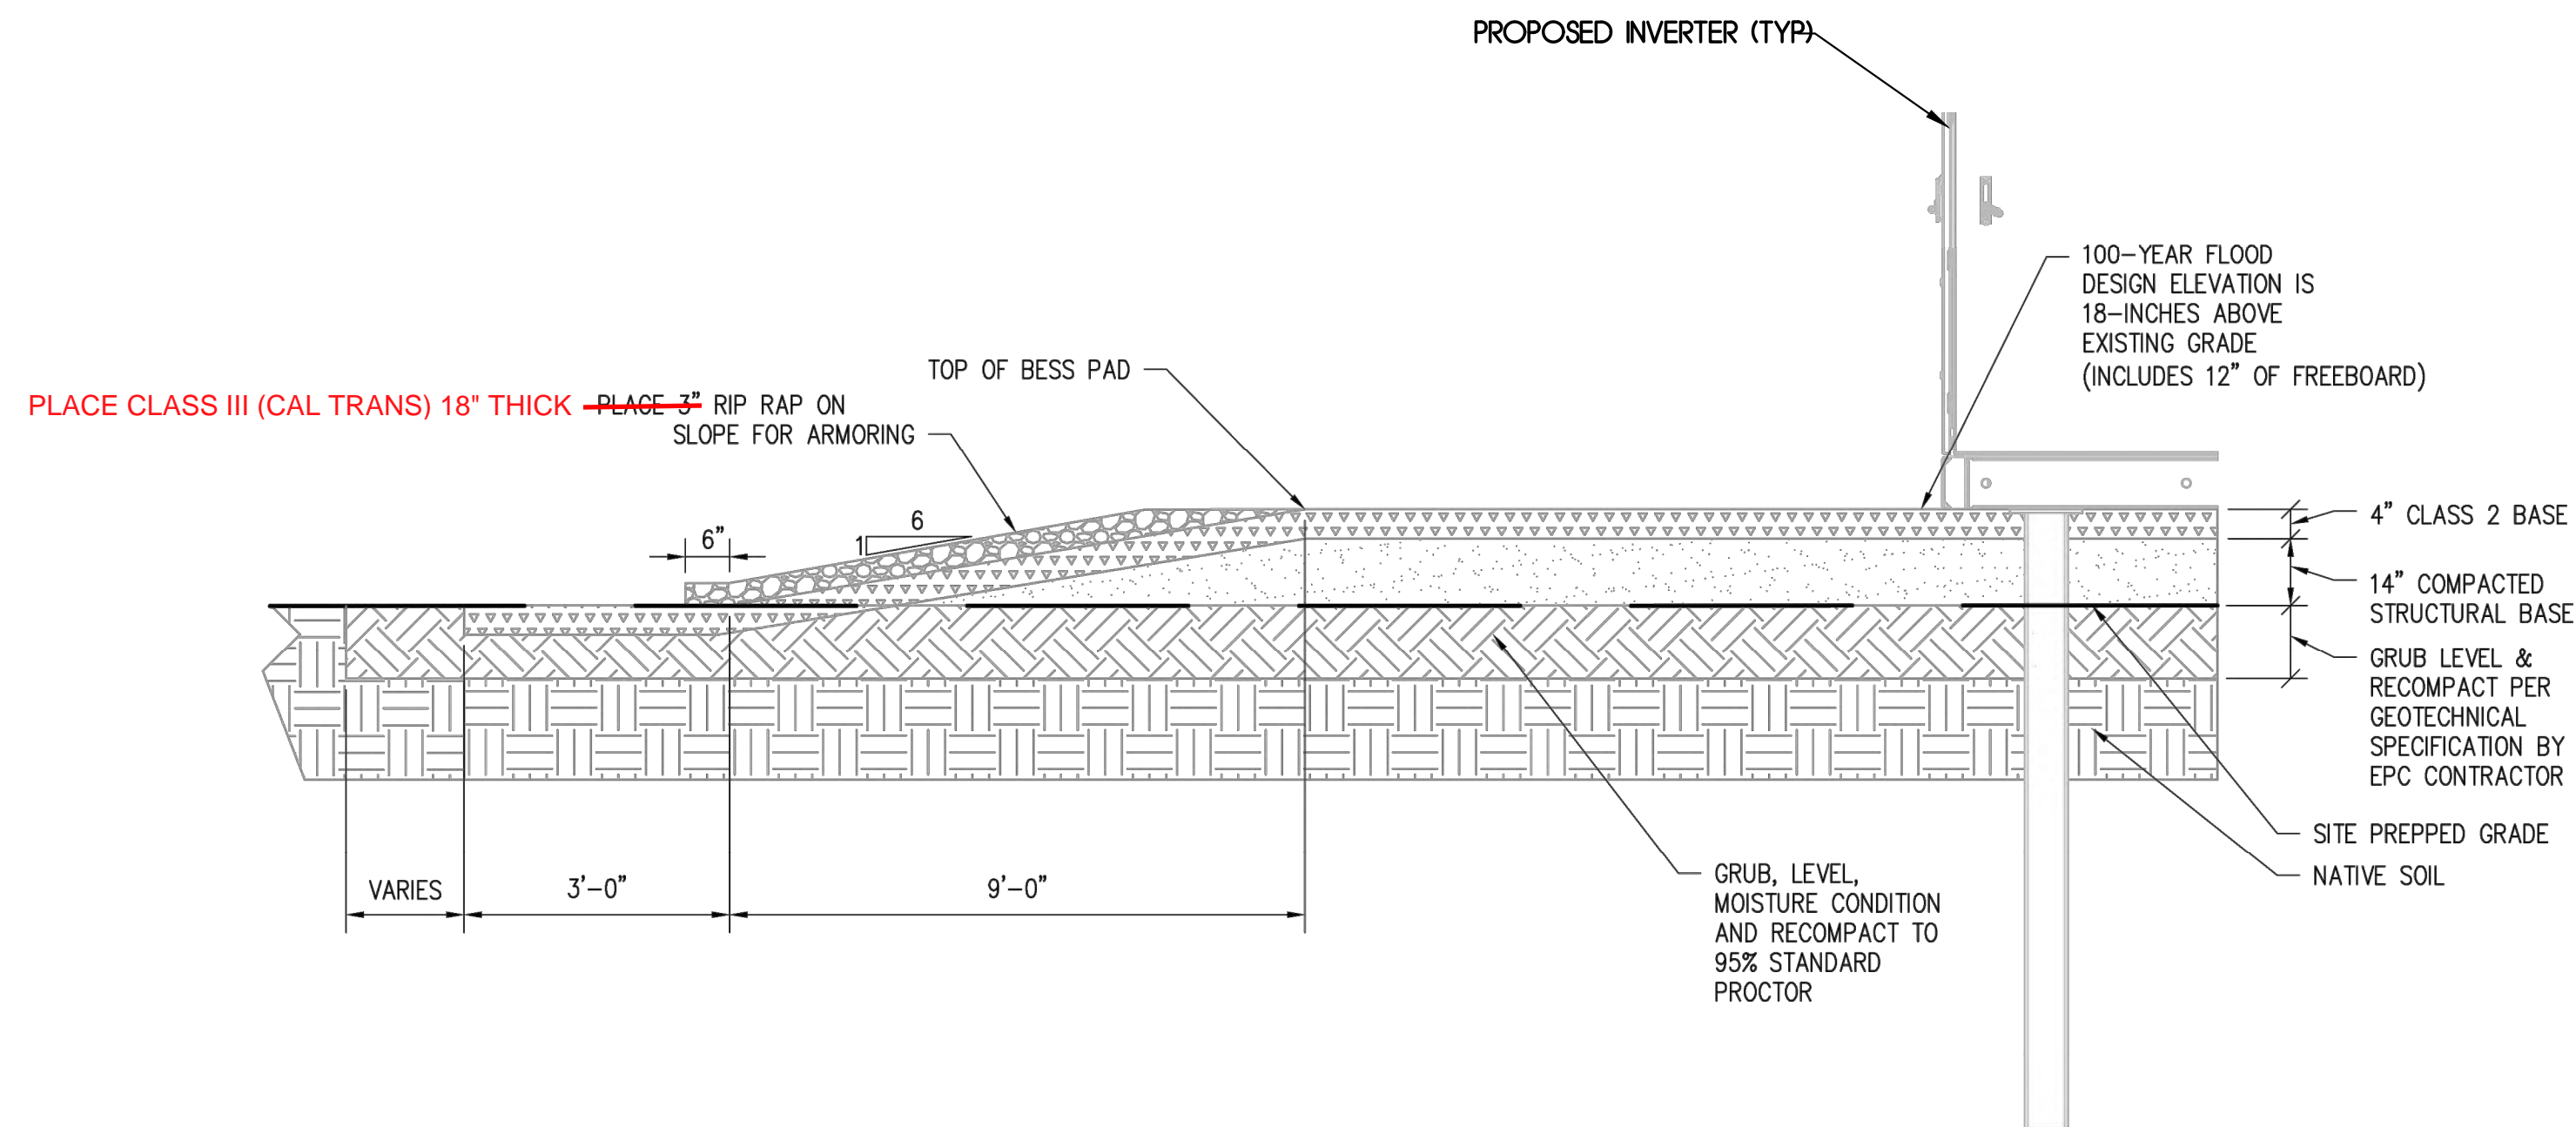 PROPOSED INVERTER (TYP)
100-YEAR FLOOD
DESIGN ELEVATION IS
18-INCHES ABOVE
EXISTING GRADE
(INCLUDES 12" OF FREEBOARD)
TOP OF BESS PAD
PLACE CLASS III (CAL TRANS) 18" THICK PLACE 3" RIP RAP ON
SLOPE FOR ARMORING
6"
6
1
4" CLASS 2 BASE
14" COMPACTED
STRUCTURAL BASE
GRUB LEVEL &
RECOMPACT PER
GEOTECHNICAL
SPECIFICATION BY
EPC CONTRACTOR
SITE PREPPED GRADE
NATIVE SOIL
GRUB, LEVEL,
MOISTURE CONDITION
AND RECOMPACT TO
95% STANDARD
PROCTOR
VARIES
3'-0"
9'-0"